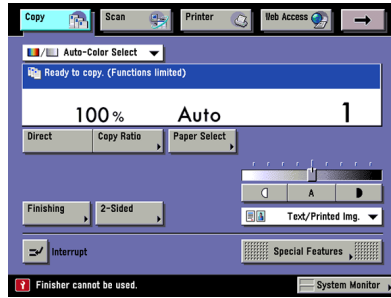 Copy Scan Printer Web Access
Auto-Color Select
Ready to copy. (Functions limited)
100% Auto 1
Direct Copy Ratio Paper Select
A
Finishing 2-Sided Text/Printed Img.
Interrupt Special Features
Finisher cannot be used. System Monitor